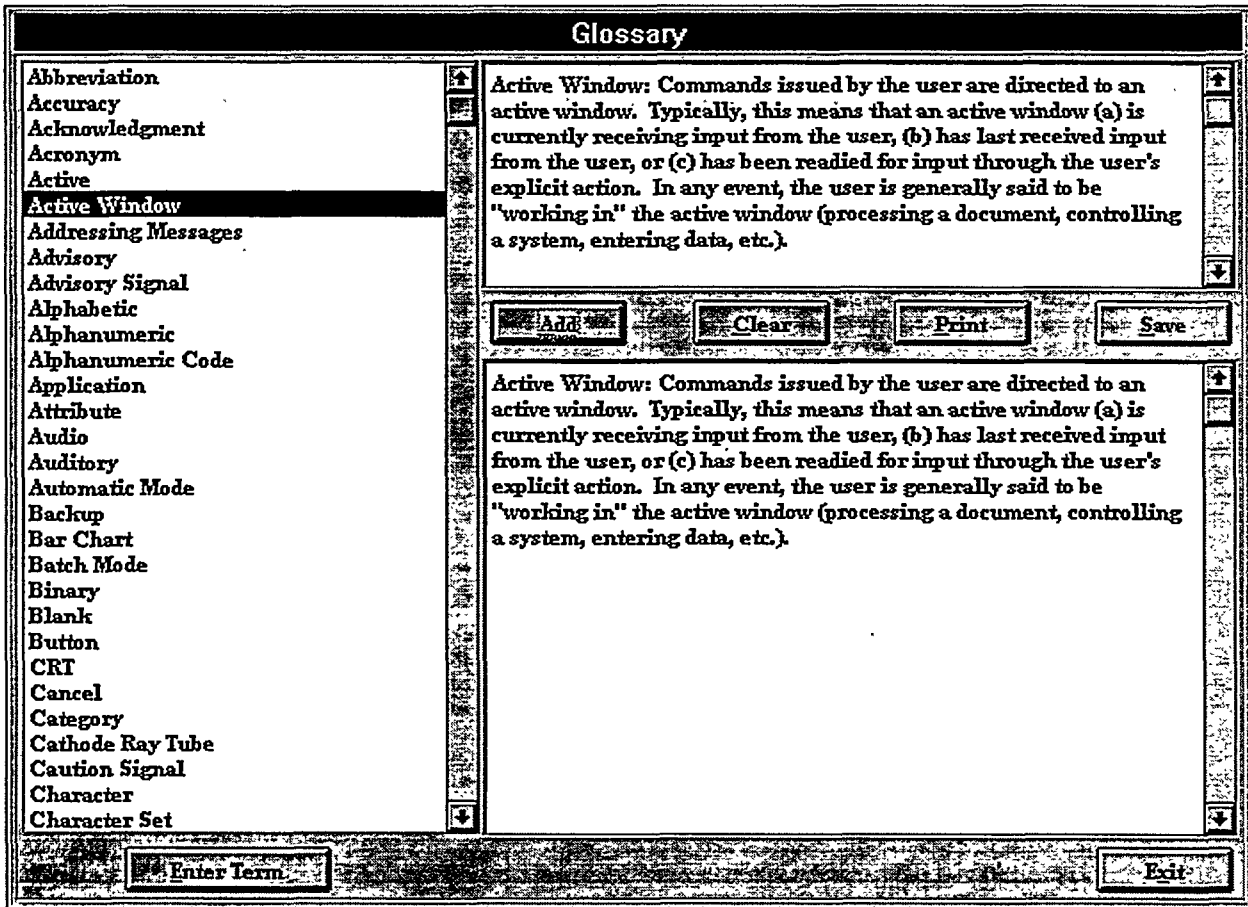 Glossary
Abbreviation
Accuracy
Acknowledgment
Acronym
Active
Active Window
Addressing Messages
Advisory
Advisory Signal
Alphabetic
Alphanumeric
Alphanumeric Code
Application
Attribute
Audio
Auditory
Automatic Mode
Backup
Bar Chart
Batch Mode
Binary
Blank
Button
CRT
Cancel
Category
Cathode Ray Tube
Caution Signal
Character
Character Set
Active Window: Commands issued by the user are directed to an
active window. Typically, this means that an active window (a) is
currently receiving input from the user, (b) has last received input
from the user, or (c) has been readied for input through the user's
explicit action. In any event, the user is generally said to be
"working in" the active window (processing a document, controlling
a system, entering data, etc.).
Add Clear Print Save
Active Window: Commands issued by the user are directed to an
active window. Typically, this means that an active window (a) is
currently receiving input from the user, (b) has last received input
from the user, or (c) has been readied for input through the user's
explicit action. In any event, the user is generally said to be
"working in" the active window (processing a document, controlling
a system, entering data, etc.).
Enter Term Exit